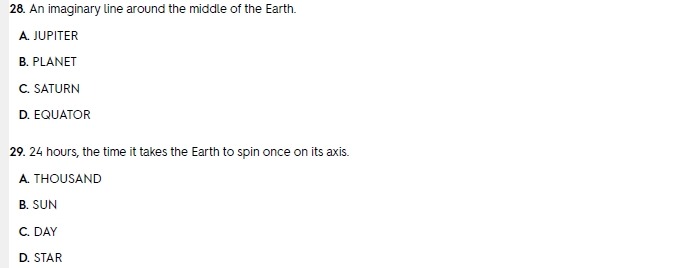 28. An imaginary line around the middle of the Earth.
A. JUPITER
B. PLANET
C. SATURN
D. EQUATOR
29. 24 hours, the time it takes the Earth to spin once on its axis.
A. THOUSAND
B. SUN
C. DAY
D. STAR